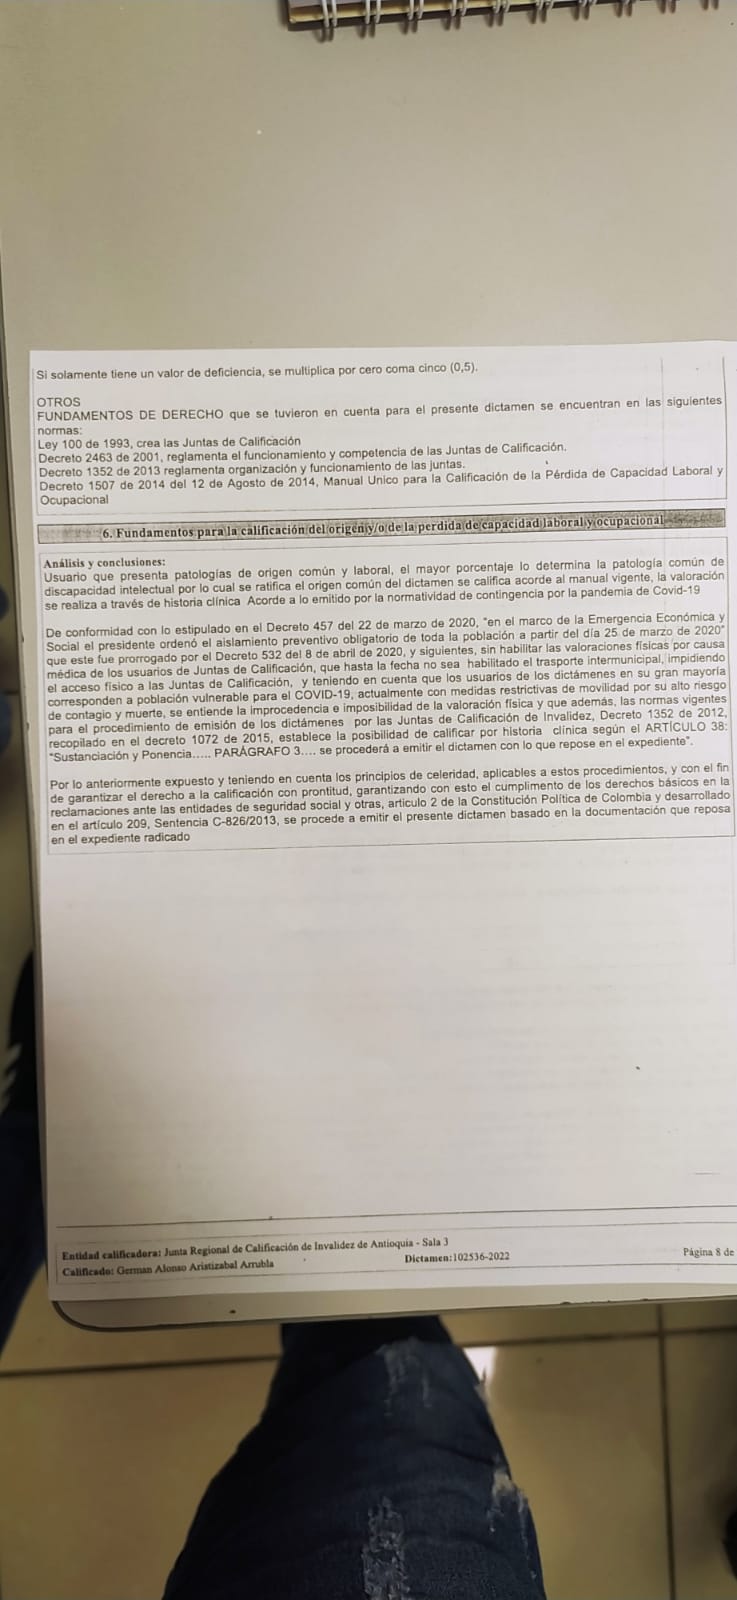 Si solamente tiene un valor de deficiencia, se multiplica por cero coma cinco (0,5).
OTROS
FUNDAMENTOS DE DERECHO que se tuvieron en cuenta para el presente dictamen se encuentran en las siguientes
normas:
Ley 100 de 1993, crea las Juntas de Calificación
Decreto 2463 de 2001, reglamenta el funcionamiento y competencia de las Juntas de Calificación.
Decreto 1352 de 2013 reglamenta organización y funcionamiento de las juntas.
Decreto 1507 de 2014 del 12 de Agosto de 2014, Manual Unico para la Calificación de la Pérdida de Capacidad Laboral y
Ocupacional
6. Fundamentos para la calificación del origen y/o de la perdida de capacidad laboral y ocupacional
Análisis y conclusiones:
Usuario que presenta patologías de origen común y laboral, el mayor porcentaje lo determina la patología común de
discapacidad intelectual por lo cual se ratifica el origen común del dictamen se califica acorde al manual vigente, la valoración
se realiza a través de historia clínica Acorde a lo emitido por la normatividad de contingencia por la pandemia de Covid-19
De conformidad con lo estipulado en el Decreto 457 del 22 de marzo de 2020, "en el marco de la Emergencia Económica y
Social el presidente ordenó el aislamiento preventivo obligatorio de toda la población a partir del día 25 de marzo de 2020"
que este fue prorrogado por el Decreto 532 del 8 de abril de 2020, y siguientes, sin habilitar las valoraciones físicas por causa
médica de los usuarios de Juntas de Calificación, que hasta la fecha no sea habilitado el trasporte intermunicipal, impidiendo
el acceso físico a las Juntas de Calificación, y teniendo en cuenta que los usuarios de los dictámenes en su gran mayoría
corresponden a población vulnerable para el COVID-19, actualmente con medidas restrictivas de movilidad por su alto riesgo
de contagio y muerte, se entiende la improcedencia e imposibilidad de la valoración física y que además, las normas vigentes
para el procedimiento de emisión de los dictámenes por las Juntas de Calificación de Invalidez, Decreto 1352 de 2012,
recopilado en el decreto 1072 de 2015, establece la posibilidad de calificar por historia clínica según el ARTÍCULO 38:
"Sustanciación y Ponencia..... PARÁGRAFO 3.... se procederá a emitir el dictamen con lo que repose en el expediente".
Por lo anteriormente expuesto y teniendo en cuenta los principios de celeridad, aplicables a estos procedimientos, y con el fin
de garantizar el derecho a la calificación con prontitud, garantizando con esto el cumplimento de los derechos básicos en la
reclamaciones ante las entidades de seguridad social y otras, articulo 2 de la Constitución Política de Colombia y desarrollado
en el artículo 209, Sentencia C-826/2013, se procede a emitir el presente dictamen basado en la documentación que reposa
en el expediente radicado
Entidad calificadora: Junta Regional de Calificación de Invalidez de Antioquia - Sala 3
Calificado: German Alonso Aristizabal Arrubla Dictamen:102536-2022 Página 8 de